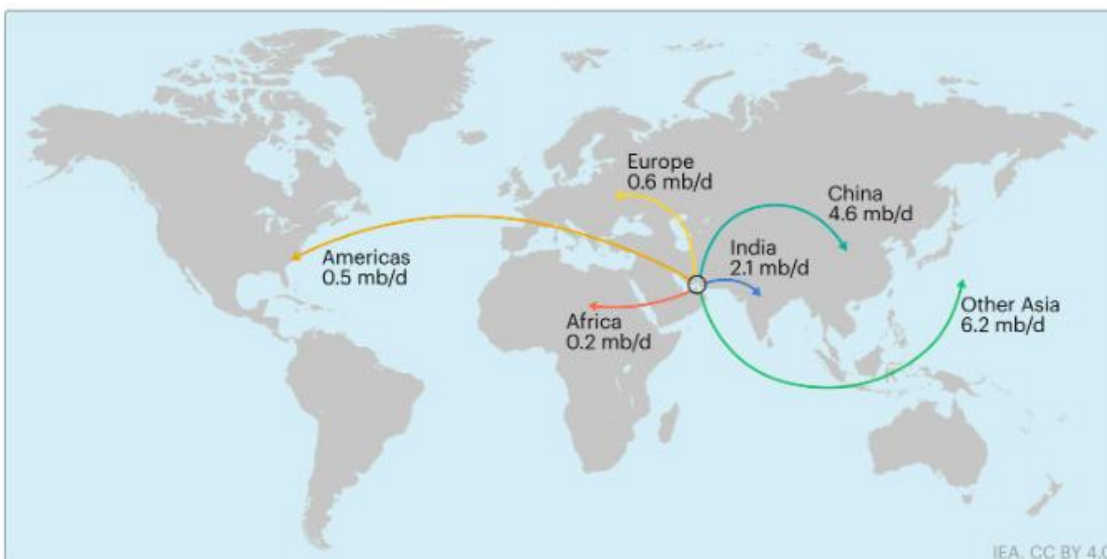 Europe
0.6 mb/d
China
4.6 mb/d
India
2.1 mb/d
Americas
0.5 mb/d
Africa
0.2 mb/d
Other Asia
6.2 mb/d
IEA. CC BY 4.0